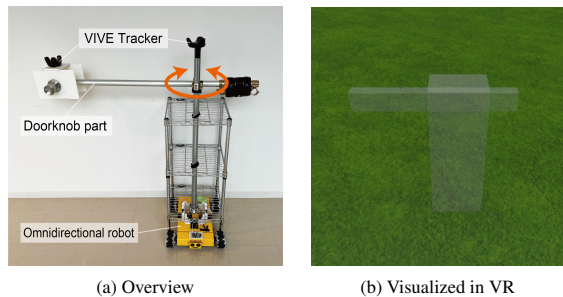 VIVE Tracker
Doorknob part
Omnidirectional robot
(a) Overview
(b) Visualized in VR